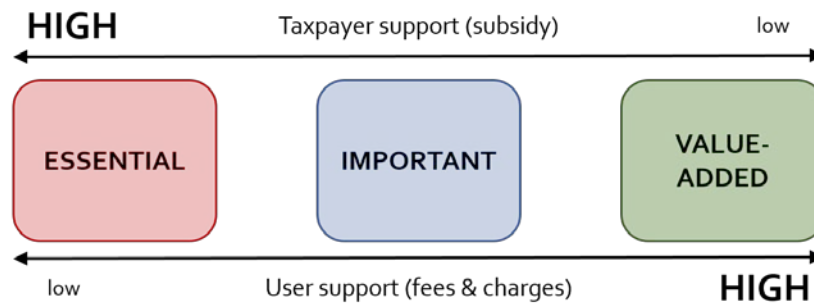 HIGH Taxpayer support (subsidy) low
ESSENTIAL
IMPORTANT
VALUE-
ADDED
low User support (fees & charges) HIGH